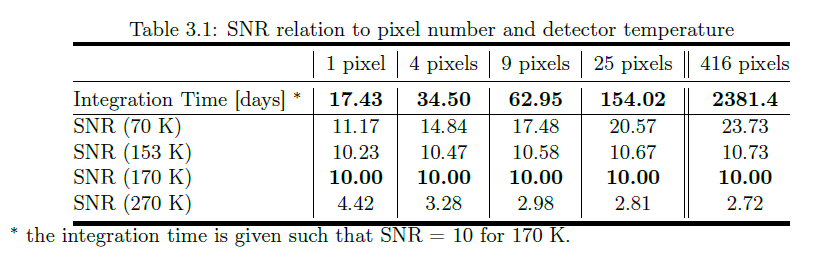 Table 3.1: SNR relation to pixel number and detector temperature
1 pixel 4 pixels 9 pixels 25 pixels 416 pixels
Integration Time [days] * 17.43 34.50 62.95 154.02 2381.4
SNR (70 K) 11.17 14.84 17.48 20.57 23.73
SNR (153 K) 10.23 10.47 10.58 10.67 10.73
SNR (170 K) 10.00 10.00 10.00 10.00 10.00
SNR (270 K) 4.42 3.28 2.98 2.81 2.72
* the integration time is given such that SNR = 10 for 170 K.